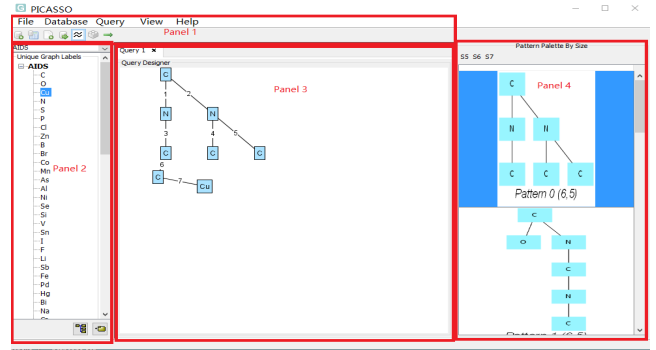 PICASSO
File Database Query View Help
Panel 1
AIDS
Unique Graph Labels
AIDS
C
O
Cu
N
S
P
Cl
Zn
B
Br
Co
Mn
As
Al
Ni
Se
Si
V
Sn
I
F
Li
Sb
Fe
Pd
Hg
Bi
Na
Panel 2
Query 1
Query Designer
Panel 3
C
1
2
N
N
3
4
5
C
C
C
6
C
7
Cu
Pattern Palette By Size
S5 S6 S7
Panel 4
C
N
N
C
C
C
Pattern 0 (6,5)
C
O
N
C
N
C